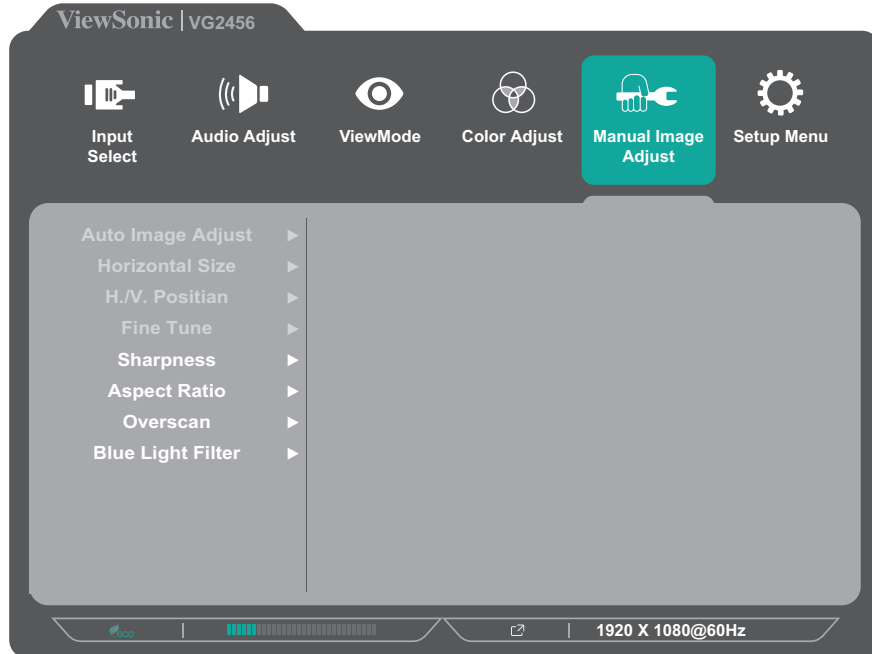 ViewSonic | VG2456
Input Select
Audio Adjust
ViewMode
Color Adjust
Manual Image Adjust
Setup Menu
Auto Image Adjust
Horizontal Size
H./V. Positian
Fine Tune
Sharpness
Aspect Ratio
Overscan
Blue Light Filter
eco
1920 X 1080@60Hz